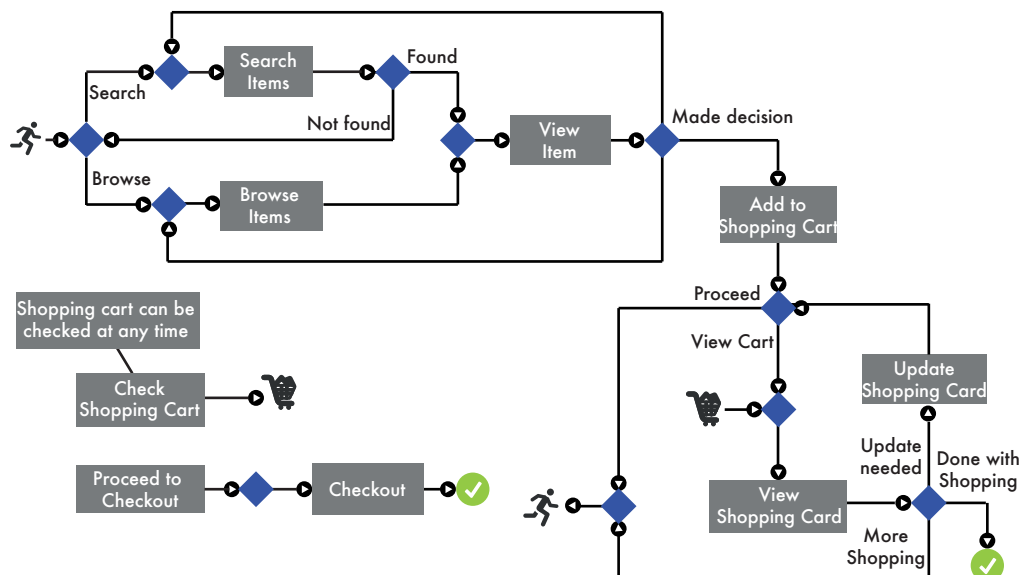 Search
Items
Found
Search
Not found
View
Item
Made decision
Browse
Browse
Items
Add to
Shopping Cart
Proceed
View Cart
Shopping cart can be
checked at any time
Check
Shopping Cart
Update
Shopping Card
Update
needed
Done with
Shopping
Proceed to
Checkout
Checkout
View
Shopping Card
More
Shopping